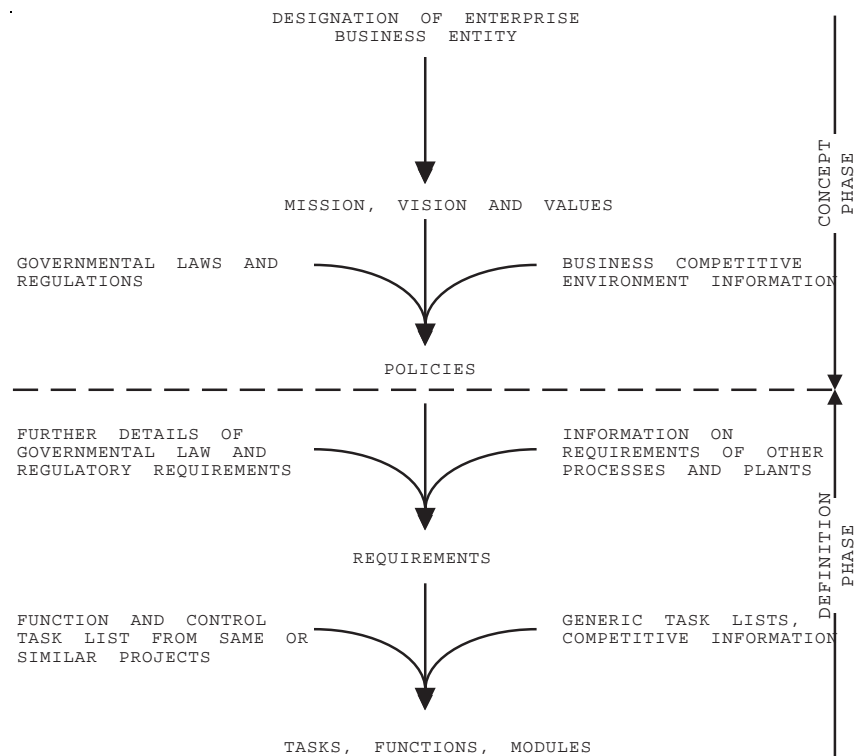 DESIGNATION OF ENTERPRISE
BUSINESS ENTITY
MISSION, VISION AND VALUES
GOVERNMENTAL LAWS AND
REGULATIONS
BUSINESS COMPETITIVE
ENVIRONMENT INFORMATION
POLICIES
CONCEPT
PHASE
FURTHER DETAILS OF
GOVERNMENTAL LAW AND
REGULATORY REQUIREMENTS
INFORMATION ON
REQUIREMENTS OF OTHER
PROCESSES AND PLANTS
REQUIREMENTS
FUNCTION AND CONTROL
TASK LIST FROM SAME OR
SIMILAR PROJECTS
GENERIC TASK LISTS,
COMPETITIVE INFORMATION
TASKS, FUNCTIONS, MODULES
DEFINITION
PHASE